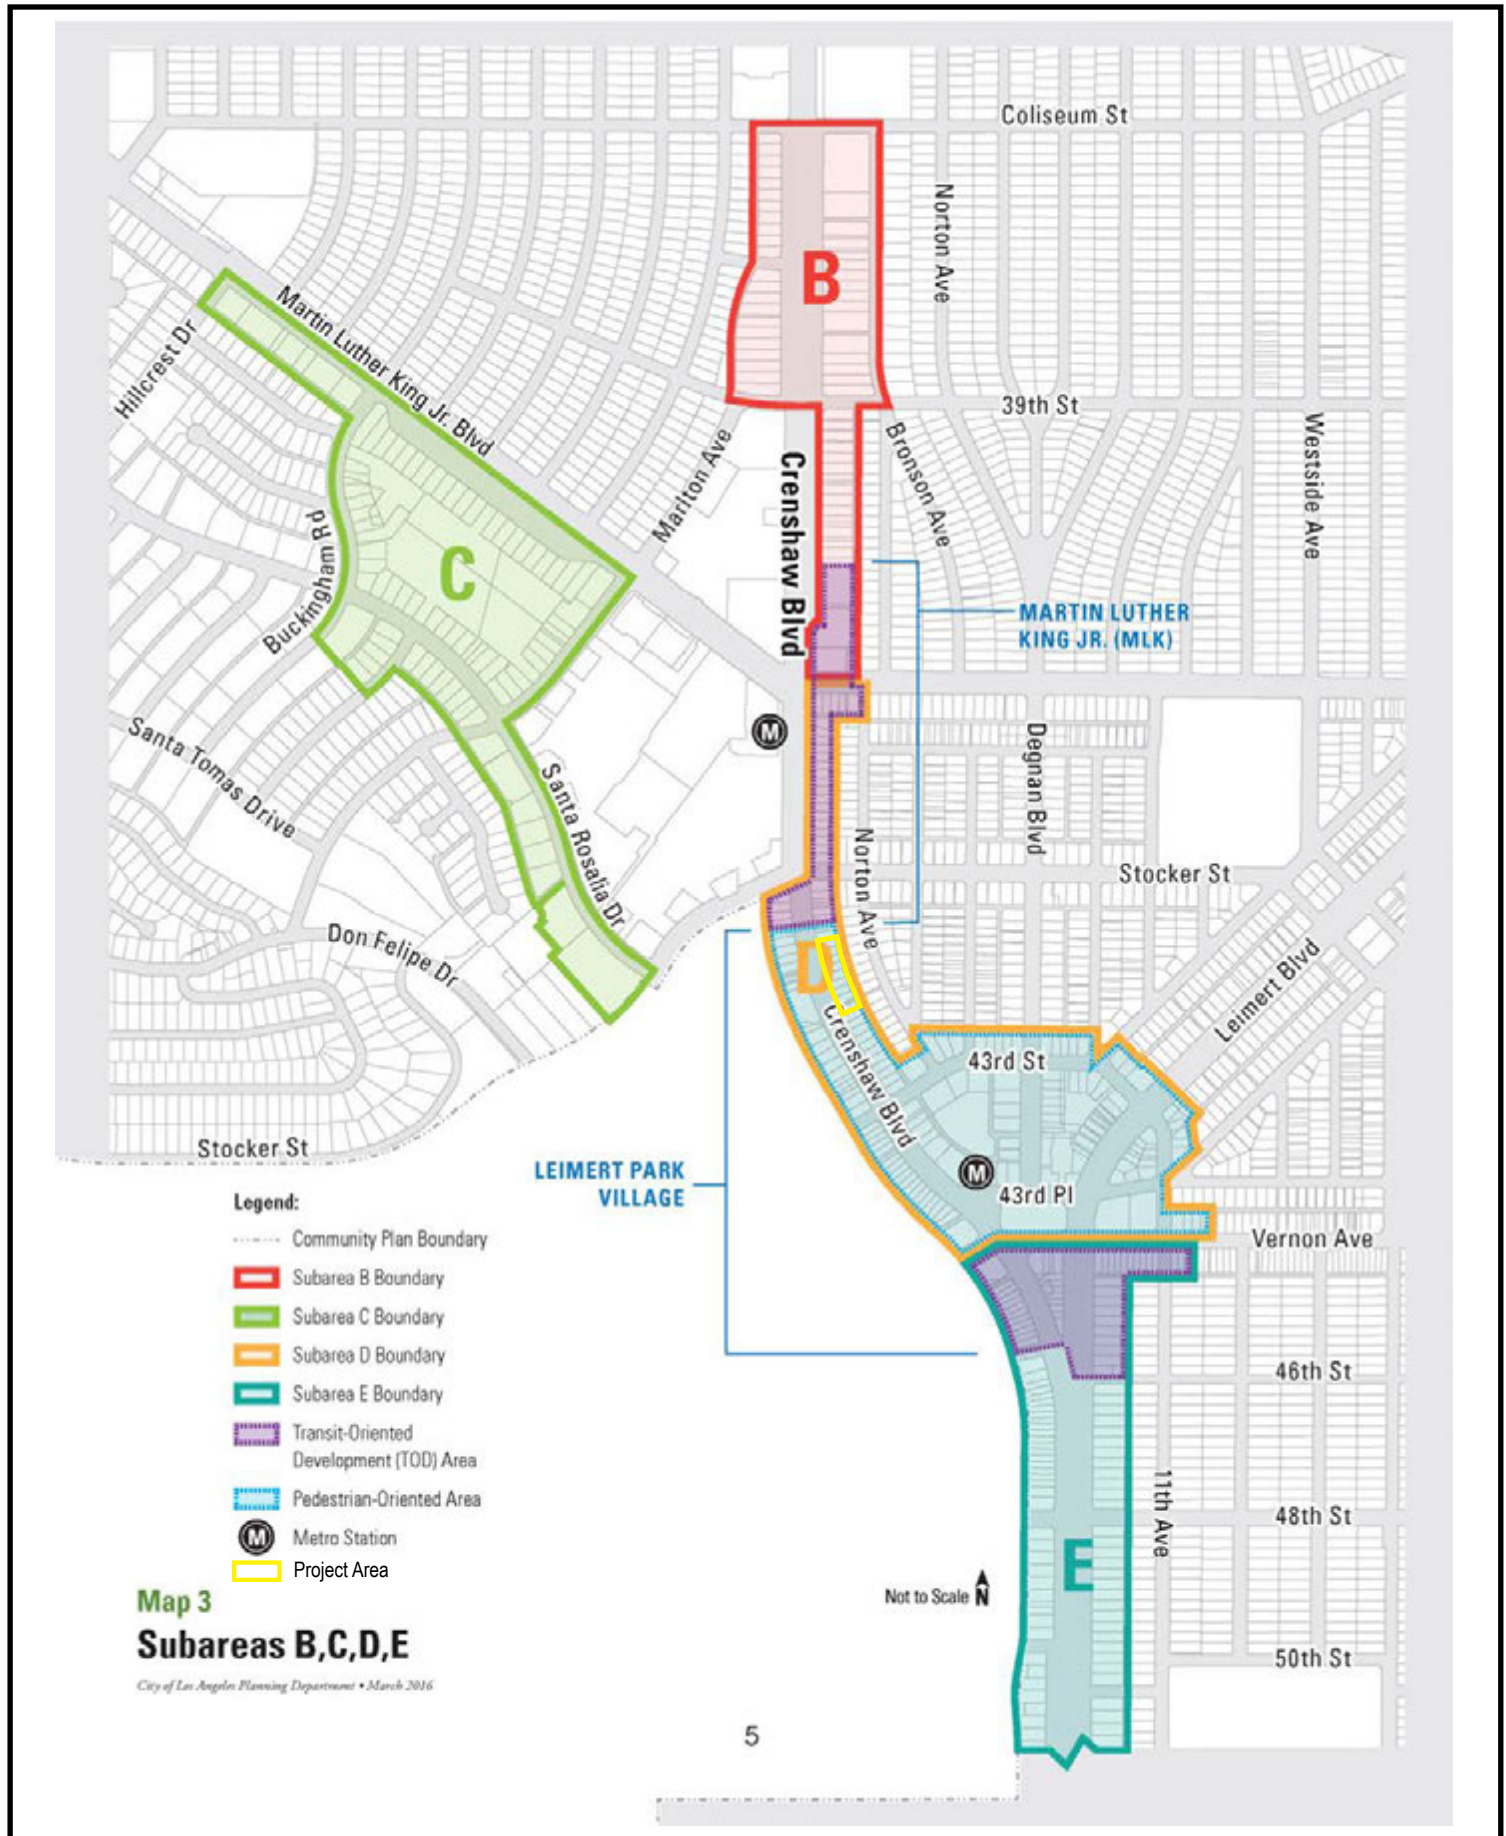 Coliseum St
Norton Ave
B
Martin Luther King Jr. Blvd
Hillcrest Dr
39th St
Marlton Ave
Crenshaw Blvd
Bronson Ave
Westside Ave
C
Buckingham Rd
MARTIN LUTHER
KING JR. (MLK)
M
Santa Tomas Drive
Santa Rosalia Dr
Degnan Blvd
Norton Ave
Stocker St
Don Felipe Dr
D
Leimert Blvd
Crenshaw Blvd
43rd St
Stocker St
LEIMERT PARK
VILLAGE
M
43rd Pl
Vernon Ave
Legend:
Community Plan Boundary
Subarea B Boundary
Subarea C Boundary
Subarea D Boundary
Subarea E Boundary
Transit-Oriented
Development (TOD) Area
Pedestrian-Oriented Area
M
Metro Station
Project Area
46th St
11th Ave
48th St
E
Not to Scale N
50th St
Map 3
Subareas B,C,D,E
City of Los Angeles Planning Department • March 2016
5